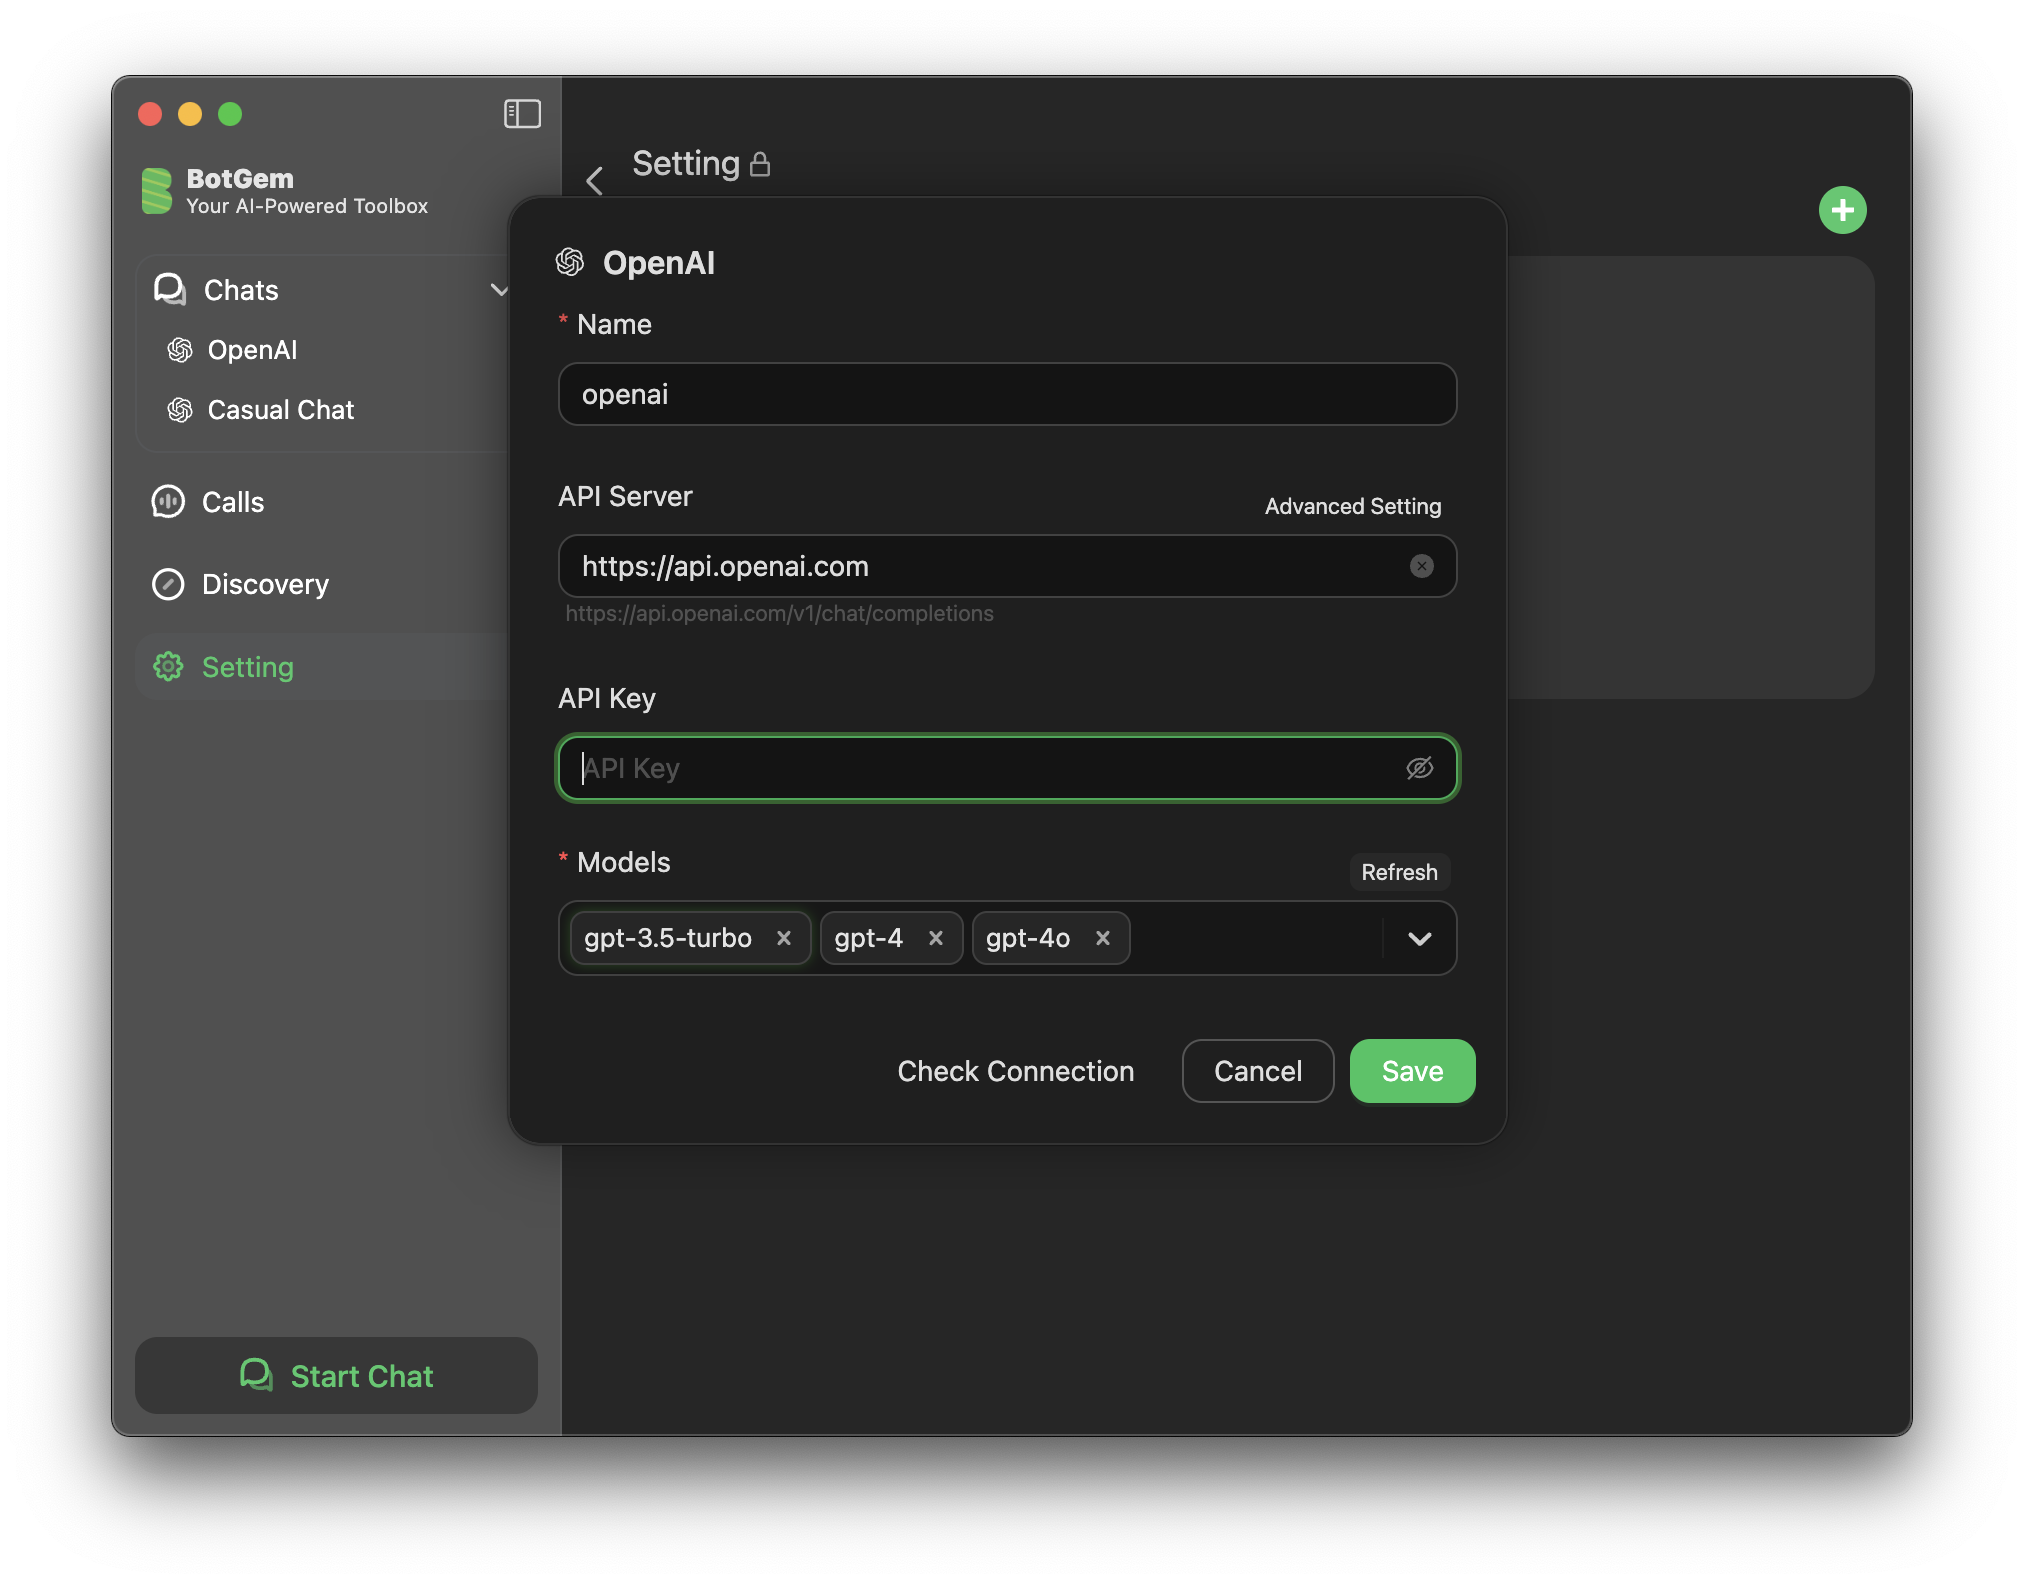 BotGem
Your AI-Powered Toolbox
Chats
OpenAI
Casual Chat
Calls
Discovery
Setting
Start Chat
Setting
OpenAI
* Name
openai
API Server
Advanced Setting
https://api.openai.com
https://api.openai.com/v1/chat/completions
API Key
API Key
* Models
Refresh
gpt-3.5-turbo × gpt-4 × gpt-4o ×
Check Connection Cancel Save